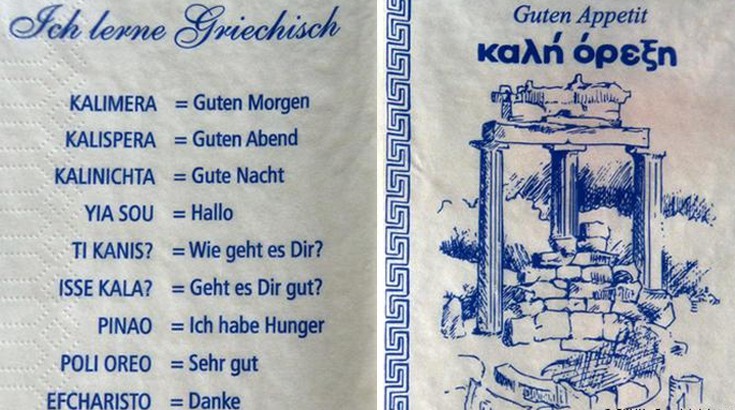 Ich lerne Griechisch
KALIMERA = Guten Morgen
KALISPERA = Guten Abend
KALINICHTA = Gute Nacht
YIA SOU = Hallo
TI KANIS? = Wie geht es Dir?
ISSE KALA? = Geht es Dir gut?
PINAO = Ich habe Hunger
POLI OREO = Sehr gut
EFCHARISTO = Danke
Guten Appetit
καλή όρεξη